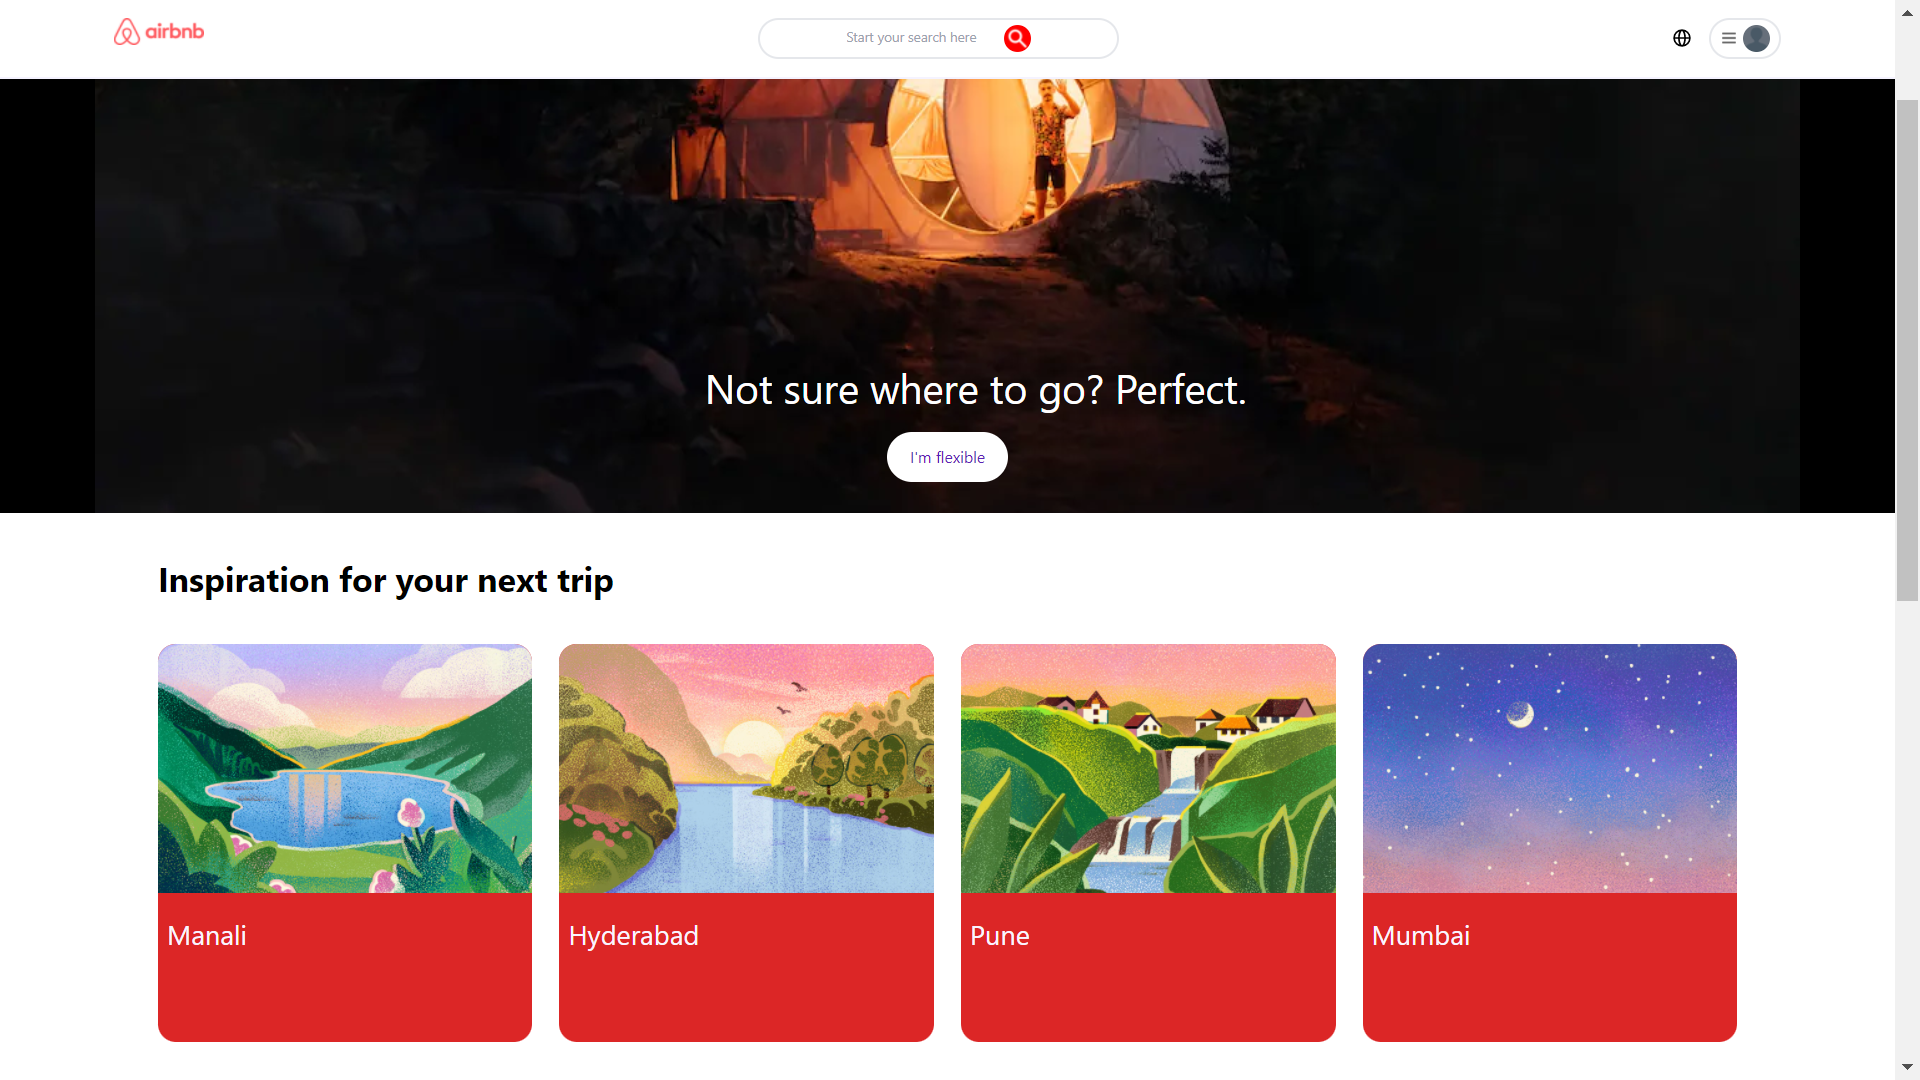 airbnb
Start your search here
Not sure where to go? Perfect.
I'm flexible
Inspiration for your next trip
Manali
Hyderabad
Pune
Mumbai